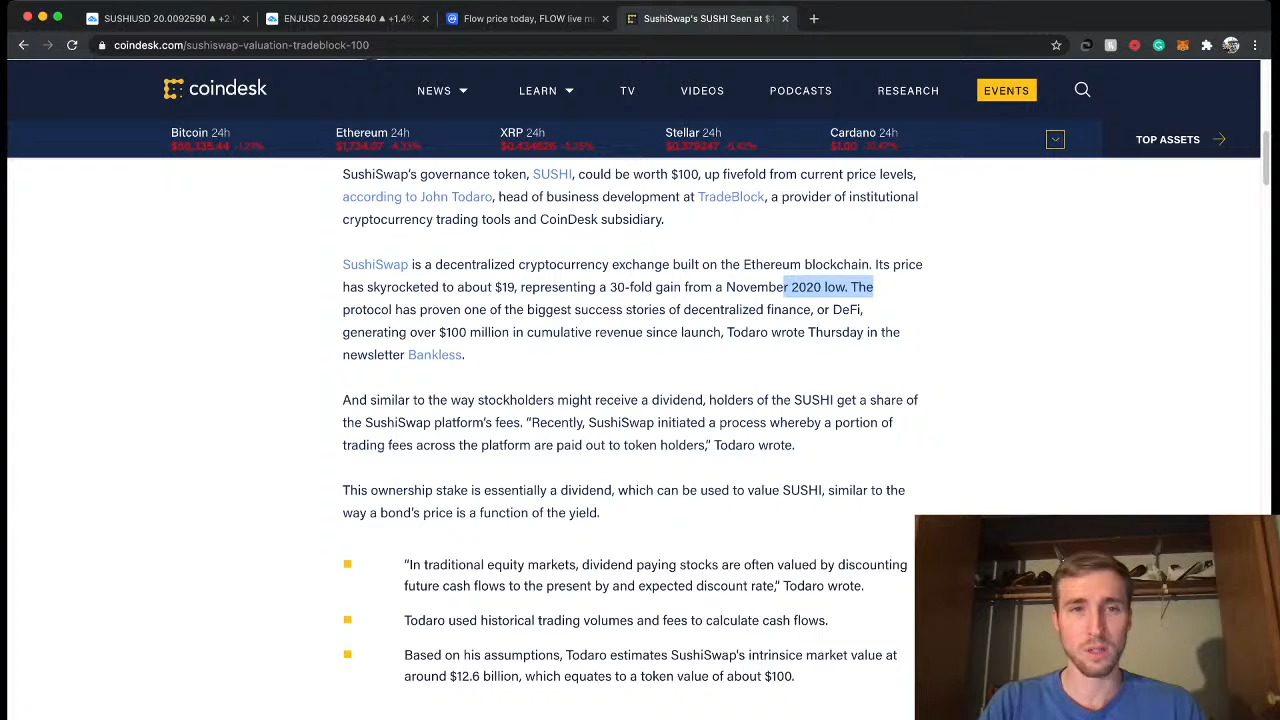 SUSHIUSD 20.0092590 ▲ +2.
ENJUSD 2.09925840 ▲ +1.4%
Flow price today, FLOW live m
SushiSwap's SUSHI Seen at $1
coindesk.com/sushiswap-valuation-tradeblock-100
coindesk
NEWS
LEARN
TV
VIDEOS
PODCASTS
RESEARCH
EVENTS
Bitcoin 24h
Ethereum 24h
XRP 24h
Stellar 24h
Cardano 24h
TOP ASSETS
SushiSwap's governance token, SUSHI, could be worth $100, up fivefold from current price levels,
according to John Todaro, head of business development at TradeBlock, a provider of institutional
cryptocurrency trading tools and CoinDesk subsidiary.
SushiSwap is a decentralized cryptocurrency exchange built on the Ethereum blockchain. Its price
has skyrocketed to about $19, representing a 30-fold gain from a November 2020 low. The
protocol has proven one of the biggest success stories of decentralized finance, or DeFi,
generating over $100 million in cumulative revenue since launch, Todaro wrote Thursday in the
newsletter Bankless.
And similar to the way stockholders might receive a dividend, holders of the SUSHI get a share of
the SushiSwap platform's fees. “Recently, SushiSwap initiated a process whereby a portion of
trading fees across the platform are paid out to token holders,” Todaro wrote.
This ownership stake is essentially a dividend, which can be used to value SUSHI, similar to the
way a bond's price is a function of the yield.
“In traditional equity markets, dividend paying stocks are often valued by discounting
future cash flows to the present by and expected discount rate,” Todaro wrote.
Todaro used historical trading volumes and fees to calculate cash flows.
Based on his assumptions, Todaro estimates SushiSwap's intrinsice market value at
around $12.6 billion, which equates to a token value of about $100.